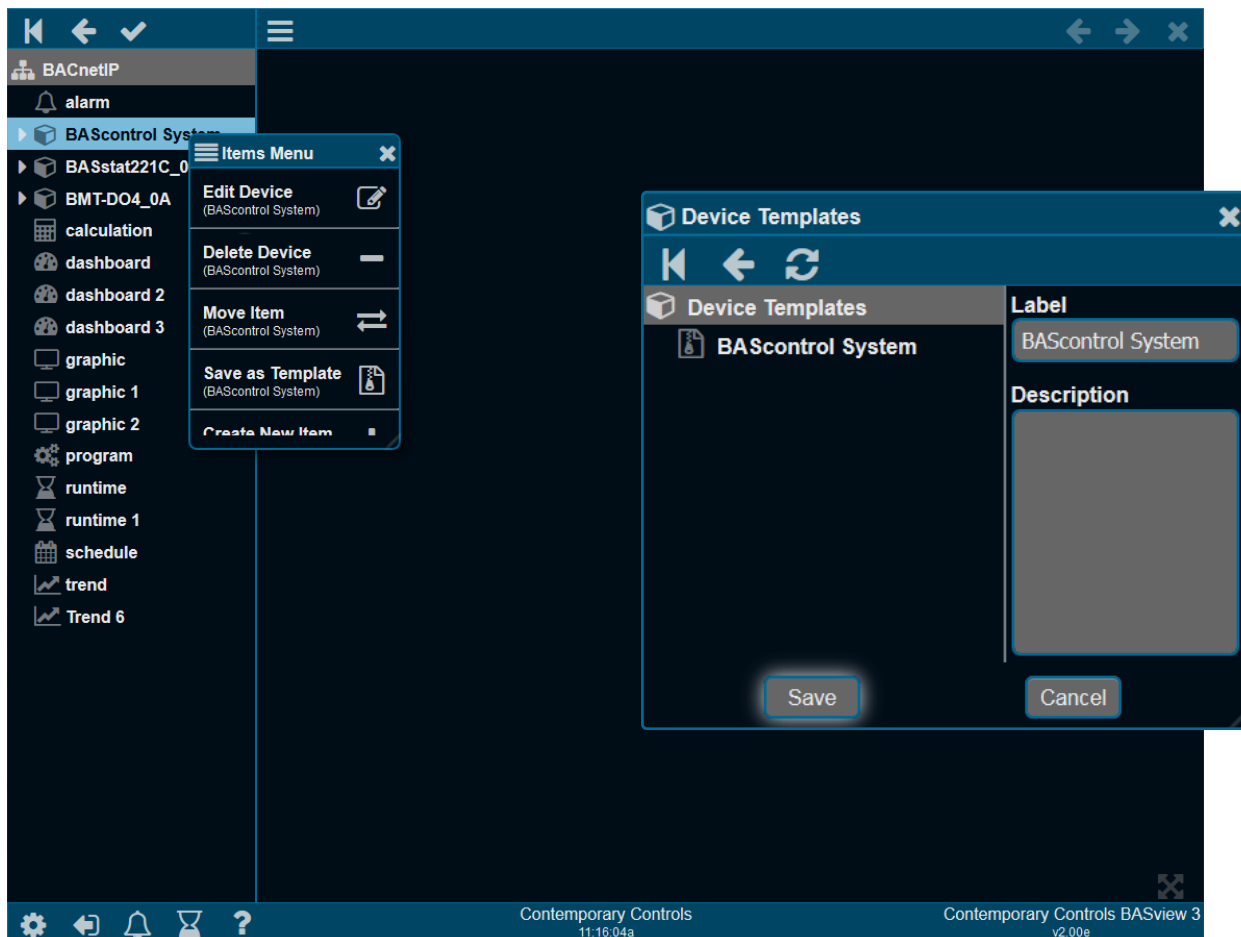 BACnetIP
alarm
BAScontrol System
BASstat221C_0
BMT-DO4_0A
calculation
dashboard
dashboard 2
dashboard 3
graphic
graphic 1
graphic 2
program
runtime
runtime 1
schedule
trend
Trend 6
Items Menu
Edit Device
(BAScontrol System)
Delete Device
(BAScontrol System)
Move Item
(BAScontrol System)
Save as Template
(BAScontrol System)
Create New Item
Device Templates
Device Templates
BAScontrol System
Label
BAScontrol System
Description
Save
Cancel
?
Contemporary Controls
11:16:04a
Contemporary Controls BASview 3
v2.00e